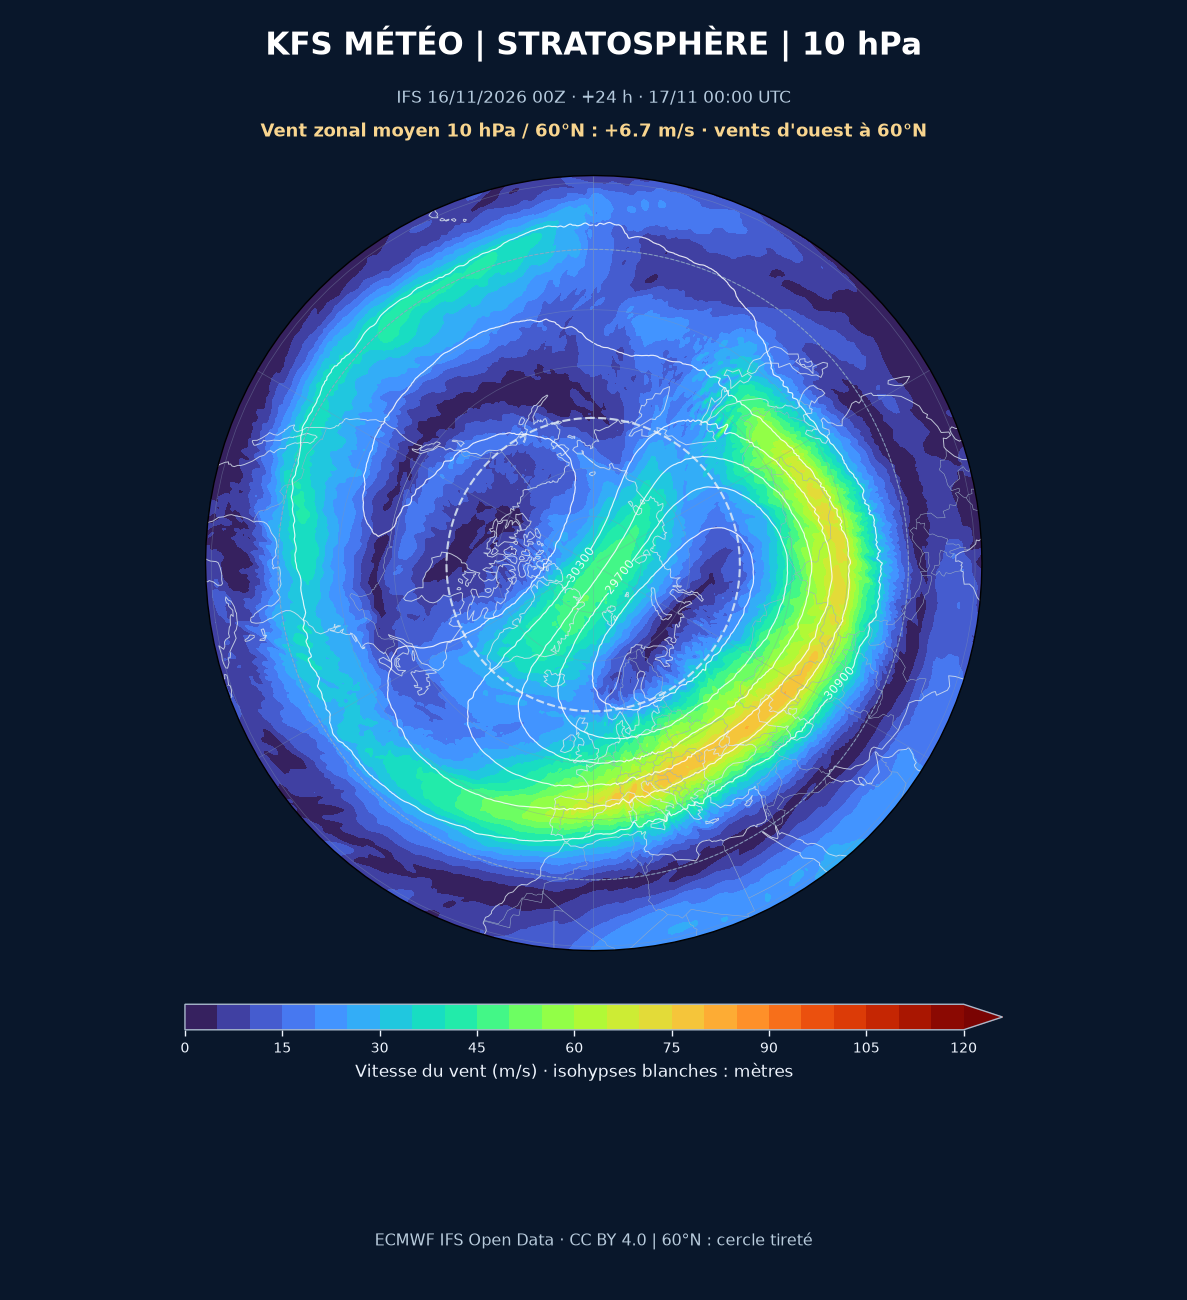 KFS MÉTÉO | STRATOSPHÈRE | 10 hPa
IFS 16/11/2026 00Z · +24 h · 17/11 00:00 UTC
Vent zonal moyen 10 hPa / 60°N : +6.7 m/s · vents d'ouest à 60°N
30300
29700
30900
0 15 30 45 60 75 90 105 120
Vitesse du vent (m/s) · isohypses blanches : mètres
ECMWF IFS Open Data · CC BY 4.0 | 60°N : cercle tireté